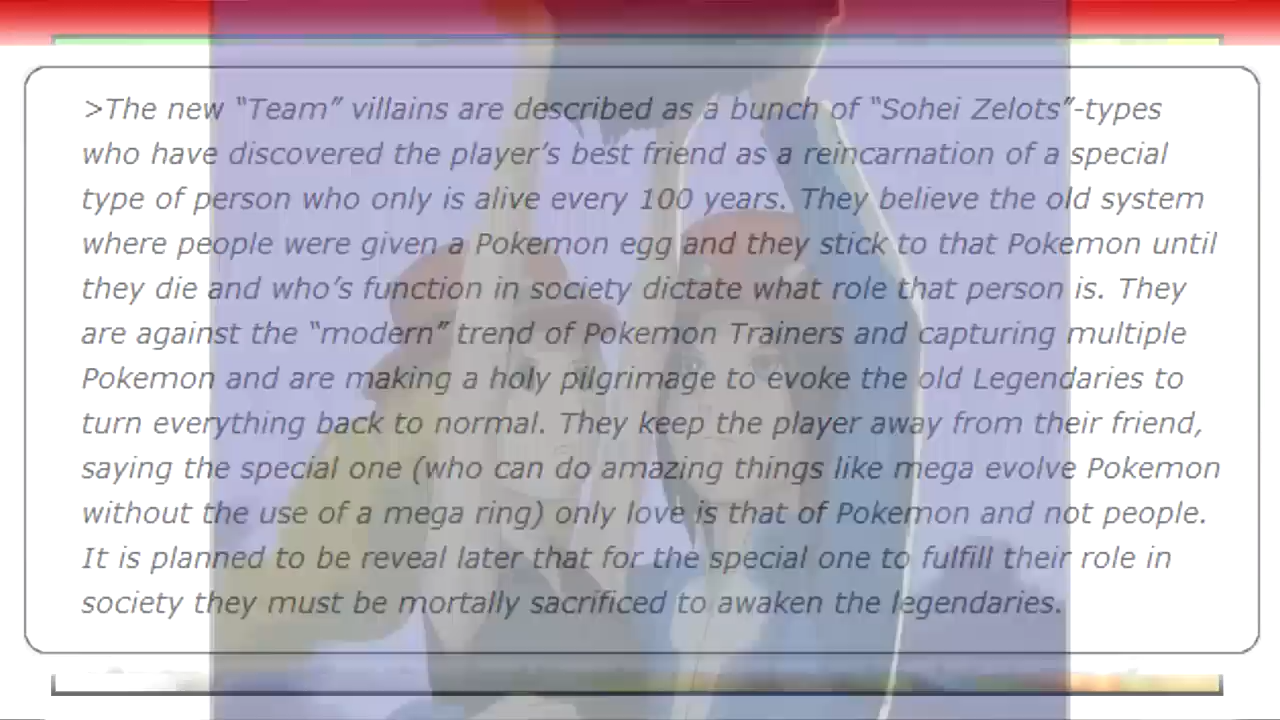 >The new “Team” villains are described as a bunch of “Sohei Zelots”-types
who have discovered the player’s best friend as a reincarnation of a special
type of person who only is alive every 100 years. They believe the old system
where people were given a Pokemon egg and they stick to that Pokemon until
they die and who’s function in society dictate what role that person is. They
are against the “modern” trend of Pokemon Trainers and capturing multiple
Pokemon and are making a holy pilgrimage to evoke the old Legendaries to
turn everything back to normal. They keep the player away from their friend,
saying the special one (who can do amazing things like mega evolve Pokemon
without the use of a mega ring) only love is that of Pokemon and not people.
It is planned to be reveal later that for the special one to fulfill their role in
society they must be mortally sacrificed to awaken the legendaries.